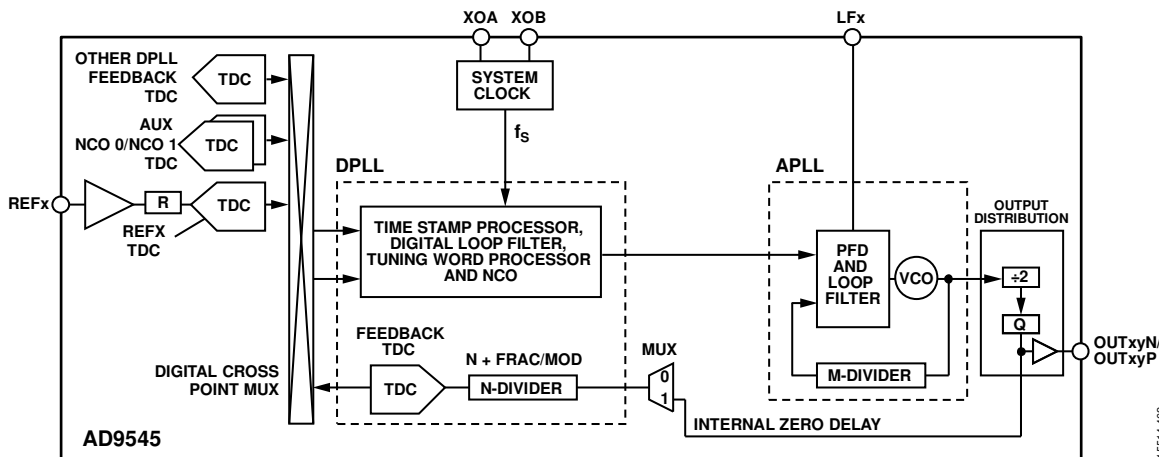 XOA
XOB
LFx
OTHER DPLL
FEEDBACK
TDC
TDC
SYSTEM
CLOCK
AUX
NCO 0/NCO 1
TDC
TDC
fS
DPLL
APLL
REFx
R
TDC
REFX
TDC
TIME STAMP PROCESSOR,
DIGITAL LOOP FILTER,
TUNING WORD PROCESSOR
AND NCO
PFD
AND
LOOP
FILTER
VCO
OUTPUT
DISTRIBUTION
÷2
Q
OUTxyN/
OUTxyP
FEEDBACK
TDC
TDC
N + FRAC/MOD
N-DIVIDER
MUX
0
1
M-DIVIDER
DIGITAL CROSS
POINT MUX
INTERNAL ZERO DELAY
AD9545